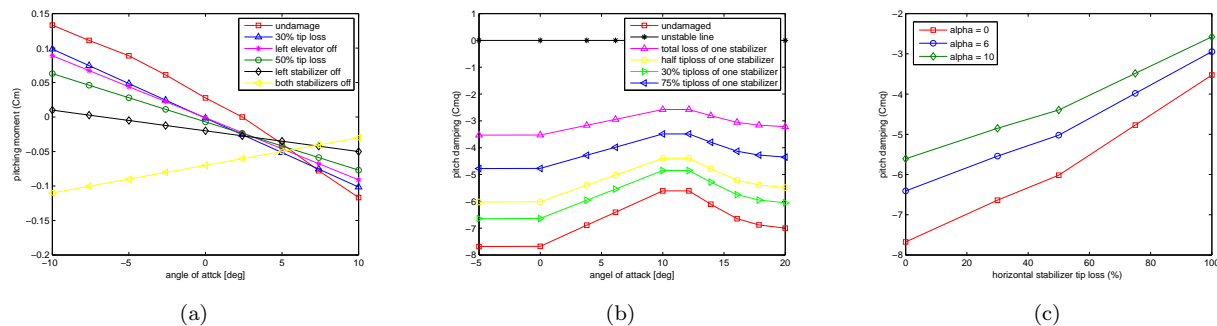 0.15
0.1
0.05
0
−0.05
−0.1
−0.15
−0.2
−10
−5
0
5
10
pitching moment (Cm)
angle of attck [deg]
undamage
30% tip loss
left elevator off
50% tip loss
left stabilizer off
both stabilizers off
(a)
1
0
−1
−2
−3
−4
−5
−6
−7
−8
−5
0
5
10
15
20
pitch damping (Cmq)
angel of attack [deg]
undamaged
unstable line
total loss of one stabilizer
half tiploss of one stabilizer
30% tiploss of one stabilizer
75% tiploss of one stabilizer
(b)
−2
−3
−4
−5
−6
−7
−8
0
20
40
60
80
100
pitch damping (Cmq)
horizontal stabilizer tip loss (%)
alpha = 0
alpha = 6
alpha = 10
(c)